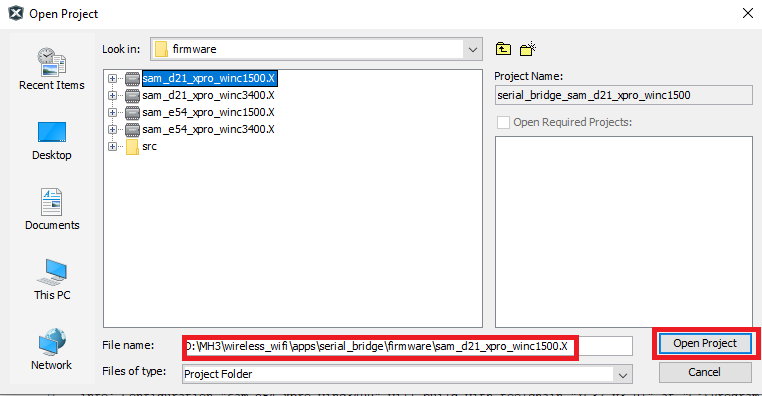 Open Project
Look in:
firmware
Recent Items
Desktop
Documents
This PC
Network
sam_d21_xpro_winc1500.X
sam_d21_xpro_winc3400.X
sam_e54_xpro_winc1500.X
sam_e54_xpro_winc3400.X
src
Project Name:
serial_bridge_sam_d21_xpro_winc1500
Open Required Projects:
File name:
D:\MH3\wireless_wifi\apps\serial_bridge\firmware\sam_d21_xpro_winc1500.X
Open Project
Files of type:
Project Folder
Cancel